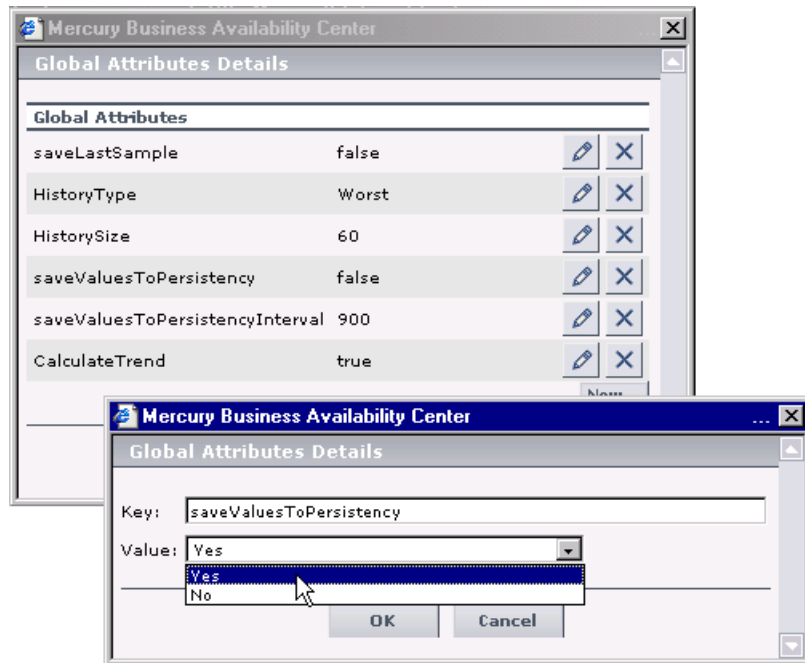 Mercury Business Availability Center ...
Global Attributes Details
Global Attributes
saveLastSample false
HistoryType Worst
HistorySize 60
saveValuesToPersistency false
saveValuesToPersistencyInterval 900
CalculateTrend true
New...
Mercury Business Availability Center ...
Global Attributes Details
Key: saveValuesToPersistency
Value: Yes
Yes
No
OK Cancel